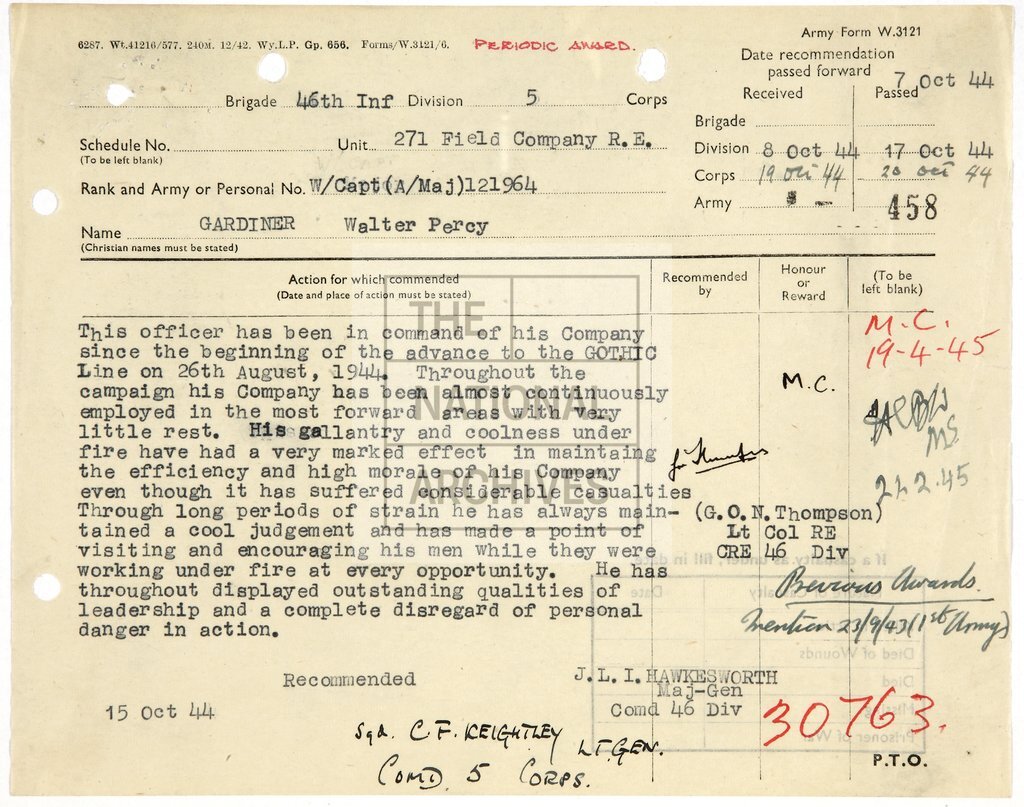 6287. Wt.41216/577. 240M. 12/42. Wy.L.P. Gp. 656. Forms/W.3121/6. PERIODIC AWARD.
Army Form W.3121
Date recommendation
passed forward 7 Oct 44
Received Passed
Brigade 46th Inf Division 5 Corps
Brigade
Schedule No. Unit 271 Field Company R.E.
(To be left blank)
Division 8 Oct 44 17 Oct 44
Corps 19 Oct 44 20 Oct 44
Rank and Army or Personal No. W/Capt(A/Maj)121964
Army
458
Name GARDINER Walter Percy
(Christian names must be stated)
Action for which commended
(Date and place of action must be stated)
Recommended
by
Honour
or
Reward
(To be
left blank)
This officer has been in command of his Company
since the beginning of the advance to the GOTHIC
Line on 26th August, 1944. Throughout the
campaign his Company has been almost continuously
employed in the most forward areas with very
little rest. His gallantry and coolness under
fire have had a very marked effect in maintaing
the efficiency and high morale of his Company
even though it has suffered considerable casualties
Through long periods of strain he has always main-
tained a cool judgement and has made a point of
visiting and encouraging his men while they were
working under fire at every opportunity. He has
throughout displayed outstanding qualities of
leadership and a complete disregard of personal
danger in action.
(G.O.N.Thompson)
Lt Col RE
CRE 46 Div
M.C.
M.C.
19-4-45
MS
21.2.45
Previous Awards.
Mention 23/9/43 (1st Army)
Recommended
J.L.I.HAWKESWORTH
Maj-Gen
Comd 46 Div
15 Oct 44
30763.
Sgd. C.F. KEIGHTLEY LT.GEN.
COMD 5 CORPS.
P.T.O.
THE
NATIONAL
ARCHIVES